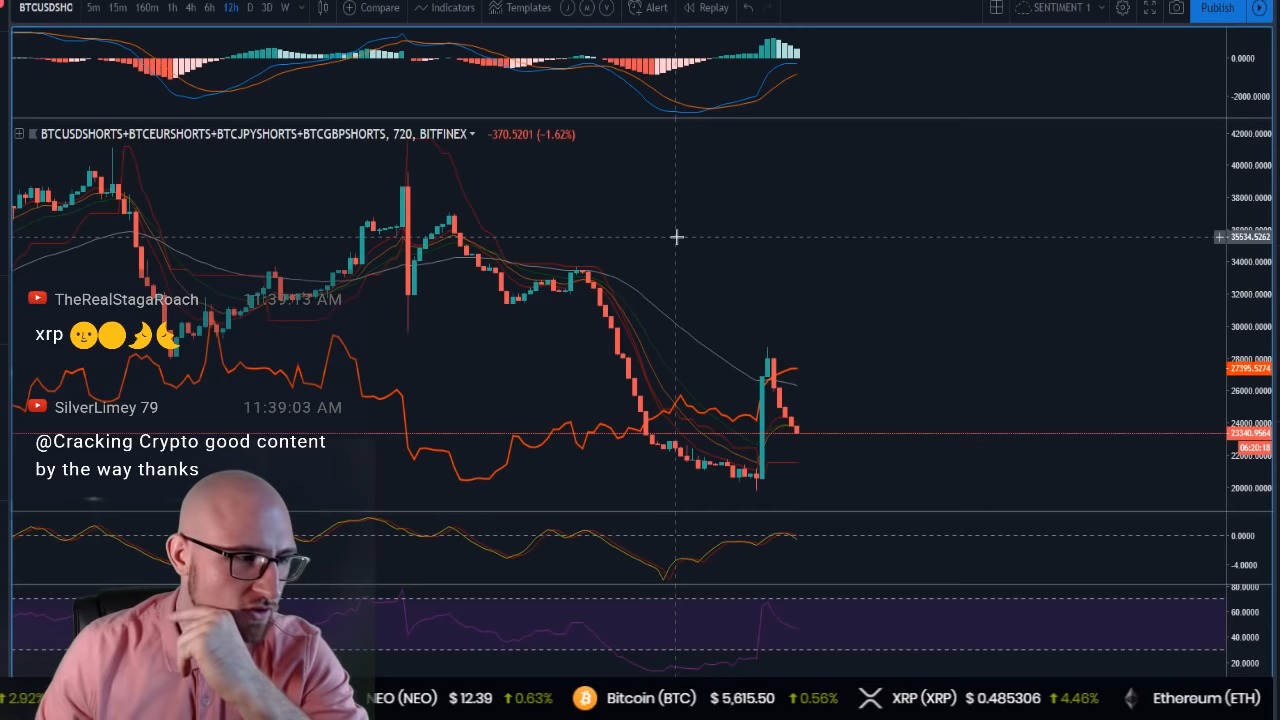 BTCUSDSHC 5m 15m 160m 1h 4h 6h 12h D 3D W Compare Indicators Templates J H V Alert Replay SENTIMENT 1 Publish
0.0000
-2000.0000
BTCUSDSHORTS+BTCEURSHORTS+BTCJPYSHORTS+BTCGBPSHORTS, 720, BITFINEX -370.5201 (-1.62%)
42000.0000
40000.0000
38000.0000
35534.5262
34000.0000
32000.0000
30000.0000
28000.0000
27395.5274
26000.0000
24000.0000
23340.9564
06:20:18
22000.0000
20000.0000
TheRealStagaRoach 11:39:13 AM
xrp 🌝🌕🌛🌜
SilverLimey 79 11:39:03 AM
@Cracking Crypto good content
by the way thanks
0.0000
-4.0000
80.0000
60.0000
40.0000
20.0000
↑ 2.92% NEO (NEO) $ 12.39 ↑ 0.63% Bitcoin (BTC) $ 5,615.50 ↑ 0.56% XRP (XRP) $ 0.485306 ↑ 4.46% Ethereum (ETH)